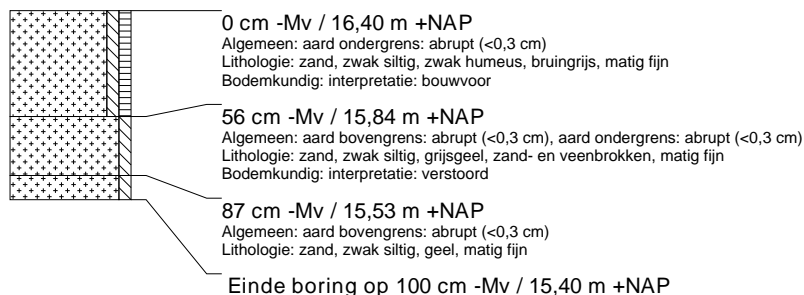 0 cm -Mv / 16,40 m +NAP
Algemeen: aard ondergrens: abrupt (<0,3 cm)
Lithologie: zand, zwak siltig, zwak humeus, bruingrijs, matig fijn
Bodemkundig: interpretatie: bouwvoor
56 cm -Mv / 15,84 m +NAP
Algemeen: aard bovengrens: abrupt (<0,3 cm), aard ondergrens: abrupt (<0,3 cm)
Lithologie: zand, zwak siltig, grijsgeel, zand- en veenbrokken, matig fijn
Bodemkundig: interpretatie: verstoord
87 cm -Mv / 15,53 m +NAP
Algemeen: aard bovengrens: abrupt (<0,3 cm)
Lithologie: zand, zwak siltig, geel, matig fijn
Einde boring op 100 cm -Mv / 15,40 m +NAP